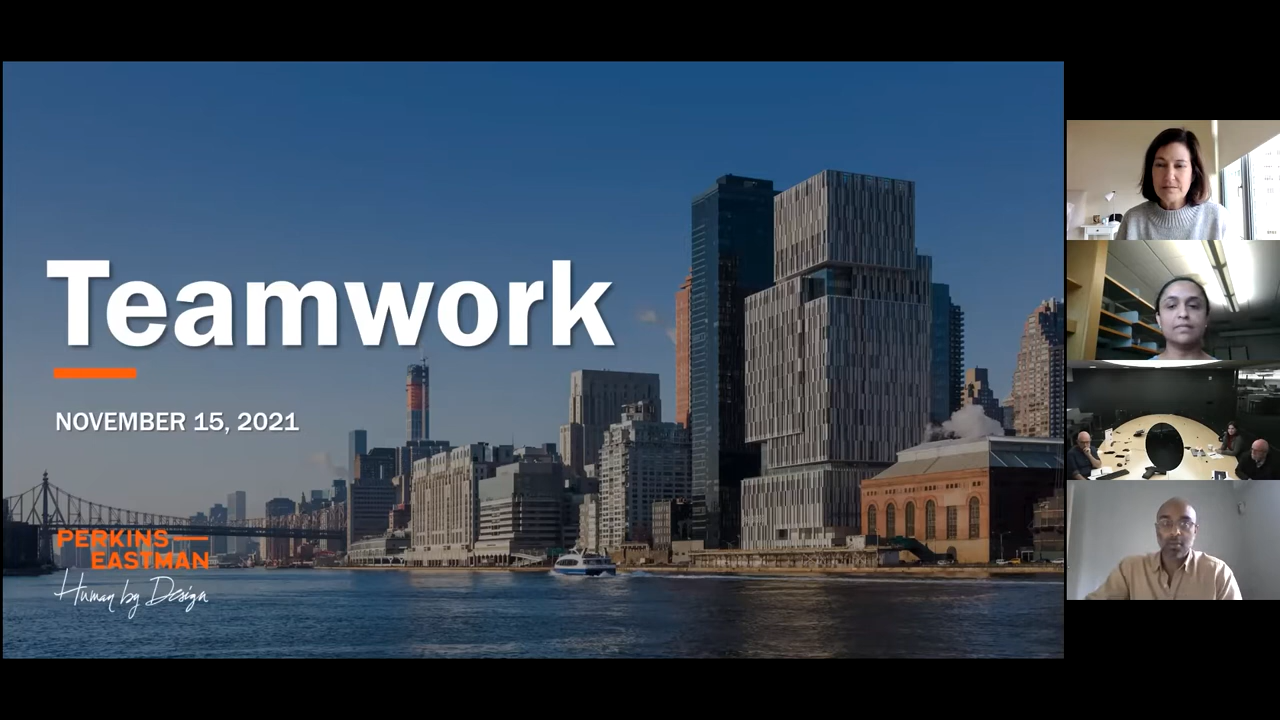 Teamwork
NOVEMBER 15, 2021
PERKINS—
EASTMAN
Human by Design